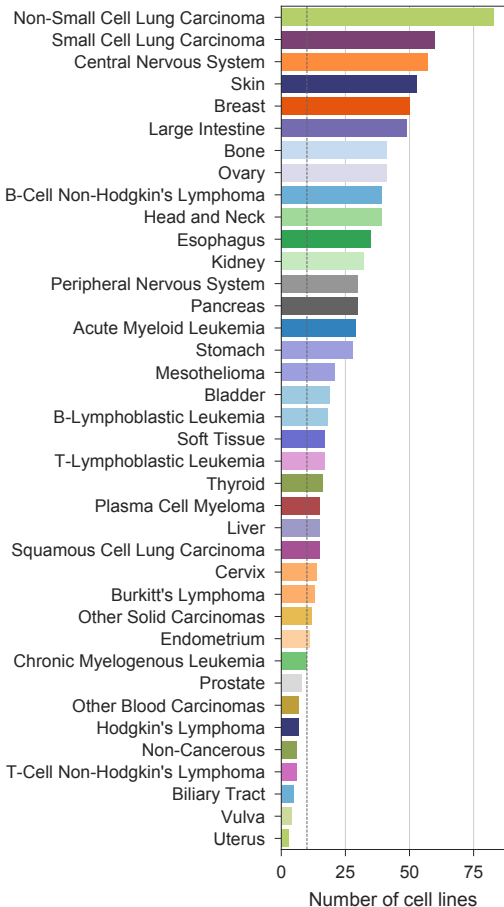 Non-Small Cell Lung Carcinoma
Small Cell Lung Carcinoma
Central Nervous System
Skin
Breast
Large Intestine
Bone
Ovary
B-Cell Non-Hodgkin's Lymphoma
Head and Neck
Esophagus
Kidney
Peripheral Nervous System
Pancreas
Acute Myeloid Leukemia
Stomach
Mesothelioma
Bladder
B-Lymphoblastic Leukemia
Soft Tissue
T-Lymphoblastic Leukemia
Thyroid
Plasma Cell Myeloma
Liver
Squamous Cell Lung Carcinoma
Cervix
Burkitt's Lymphoma
Other Solid Carcinomas
Endometrium
Chronic Myelogenous Leukemia
Prostate
Other Blood Carcinomas
Hodgkin's Lymphoma
Non-Cancerous
T-Cell Non-Hodgkin's Lymphoma
Biliary Tract
Vulva
Uterus
0 25 50 75
Number of cell lines